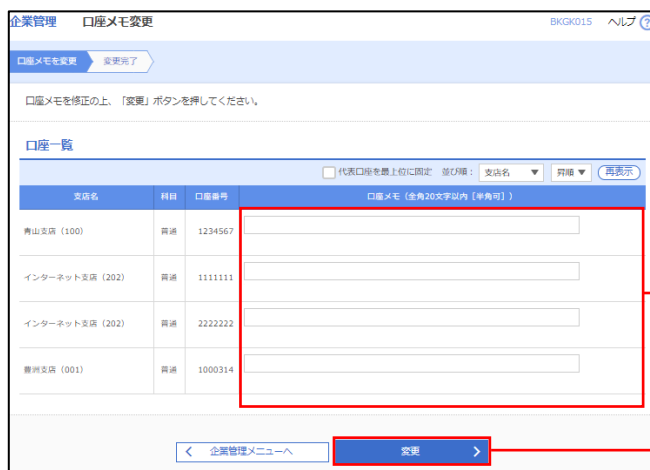 企業管理 口座メモ変更 BKGK015 ヘルプ ?
口座メモを変更 変更完了
口座メモを修正の上、「変更」ボタンを押してください。
口座一覧
代表口座を最上位に固定 並び順： 支店名 ▼ 昇順 ▼ 再表示
支店名 科目 口座番号 口座メモ（全角20文字以内［半角可］）
青山支店（100） 普通 1234567
インターネット支店（202） 普通 1111111
インターネット支店（202） 普通 2222222
豊洲支店（001） 普通 1000314
企業管理メニューへ 変更